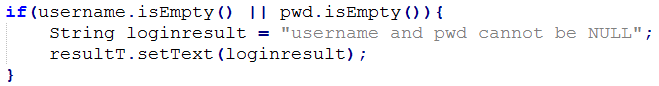 if(username.isEmpty() || pwd.isEmpty()){
    String loginresult = "username and pwd cannot be NULL";
    resultT.setText(loginresult);
}